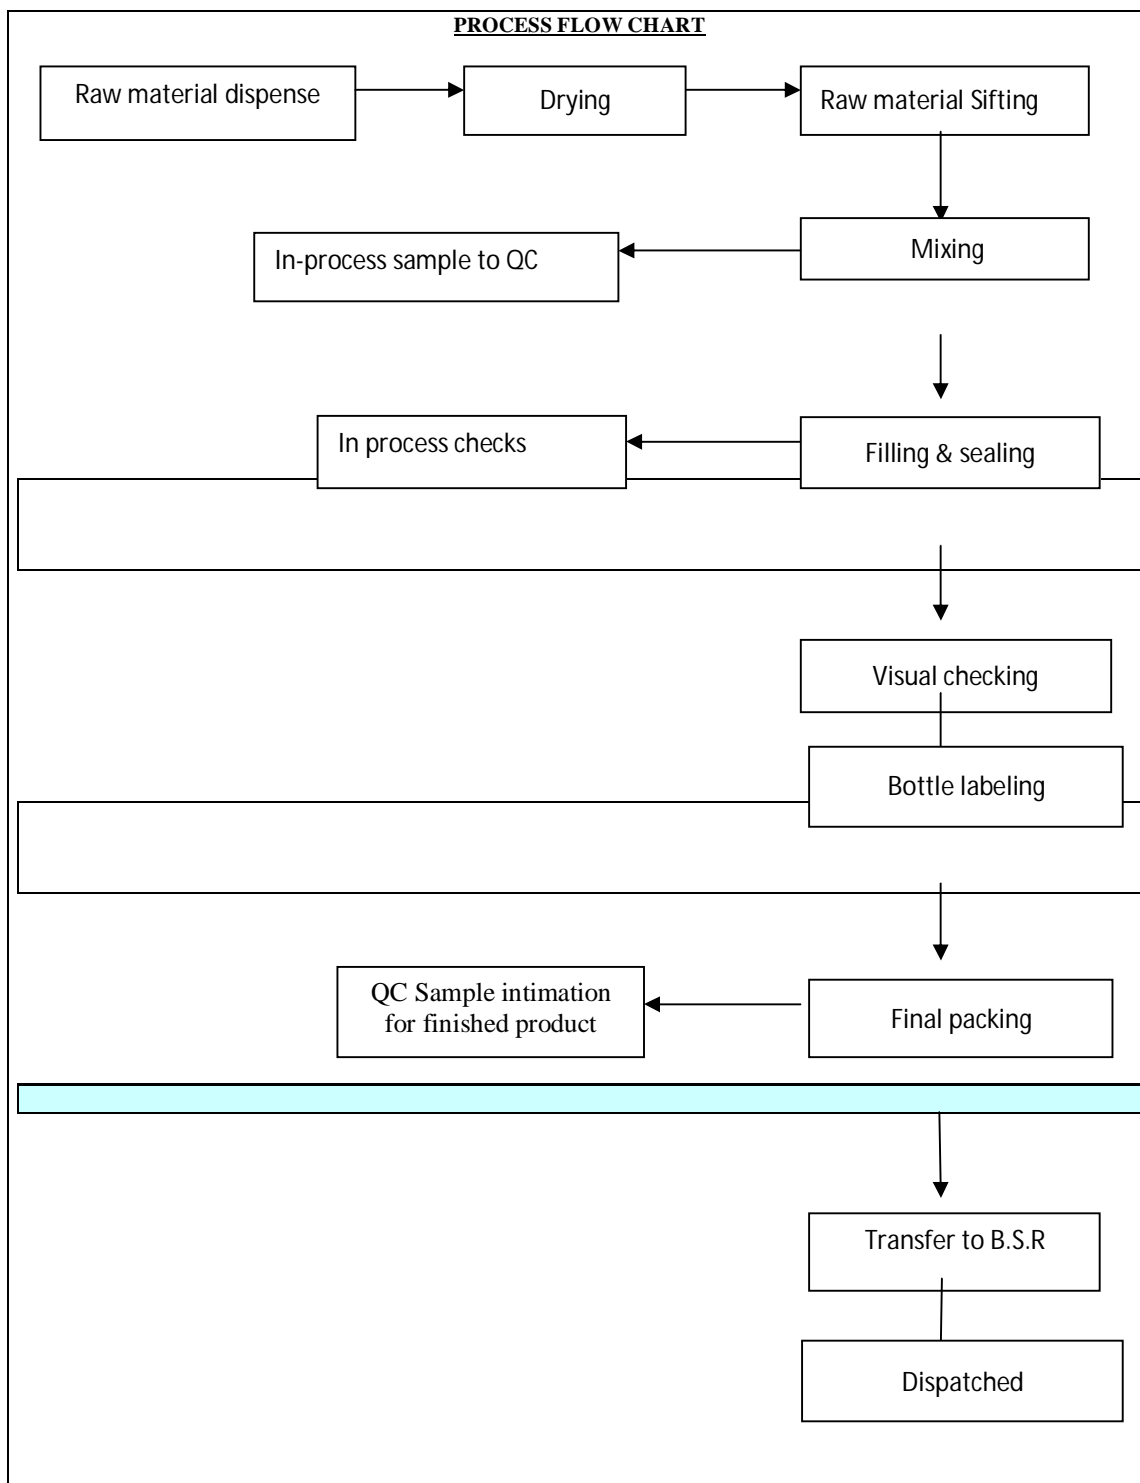 PROCESS FLOW CHART
Raw material dispense
Drying
Raw material Sifting
In-process sample to QC
Mixing
In process checks
Filling & sealing
Visual checking
Bottle labeling
QC Sample intimation
for finished product
Final packing
Transfer to B.S.R
Dispatched